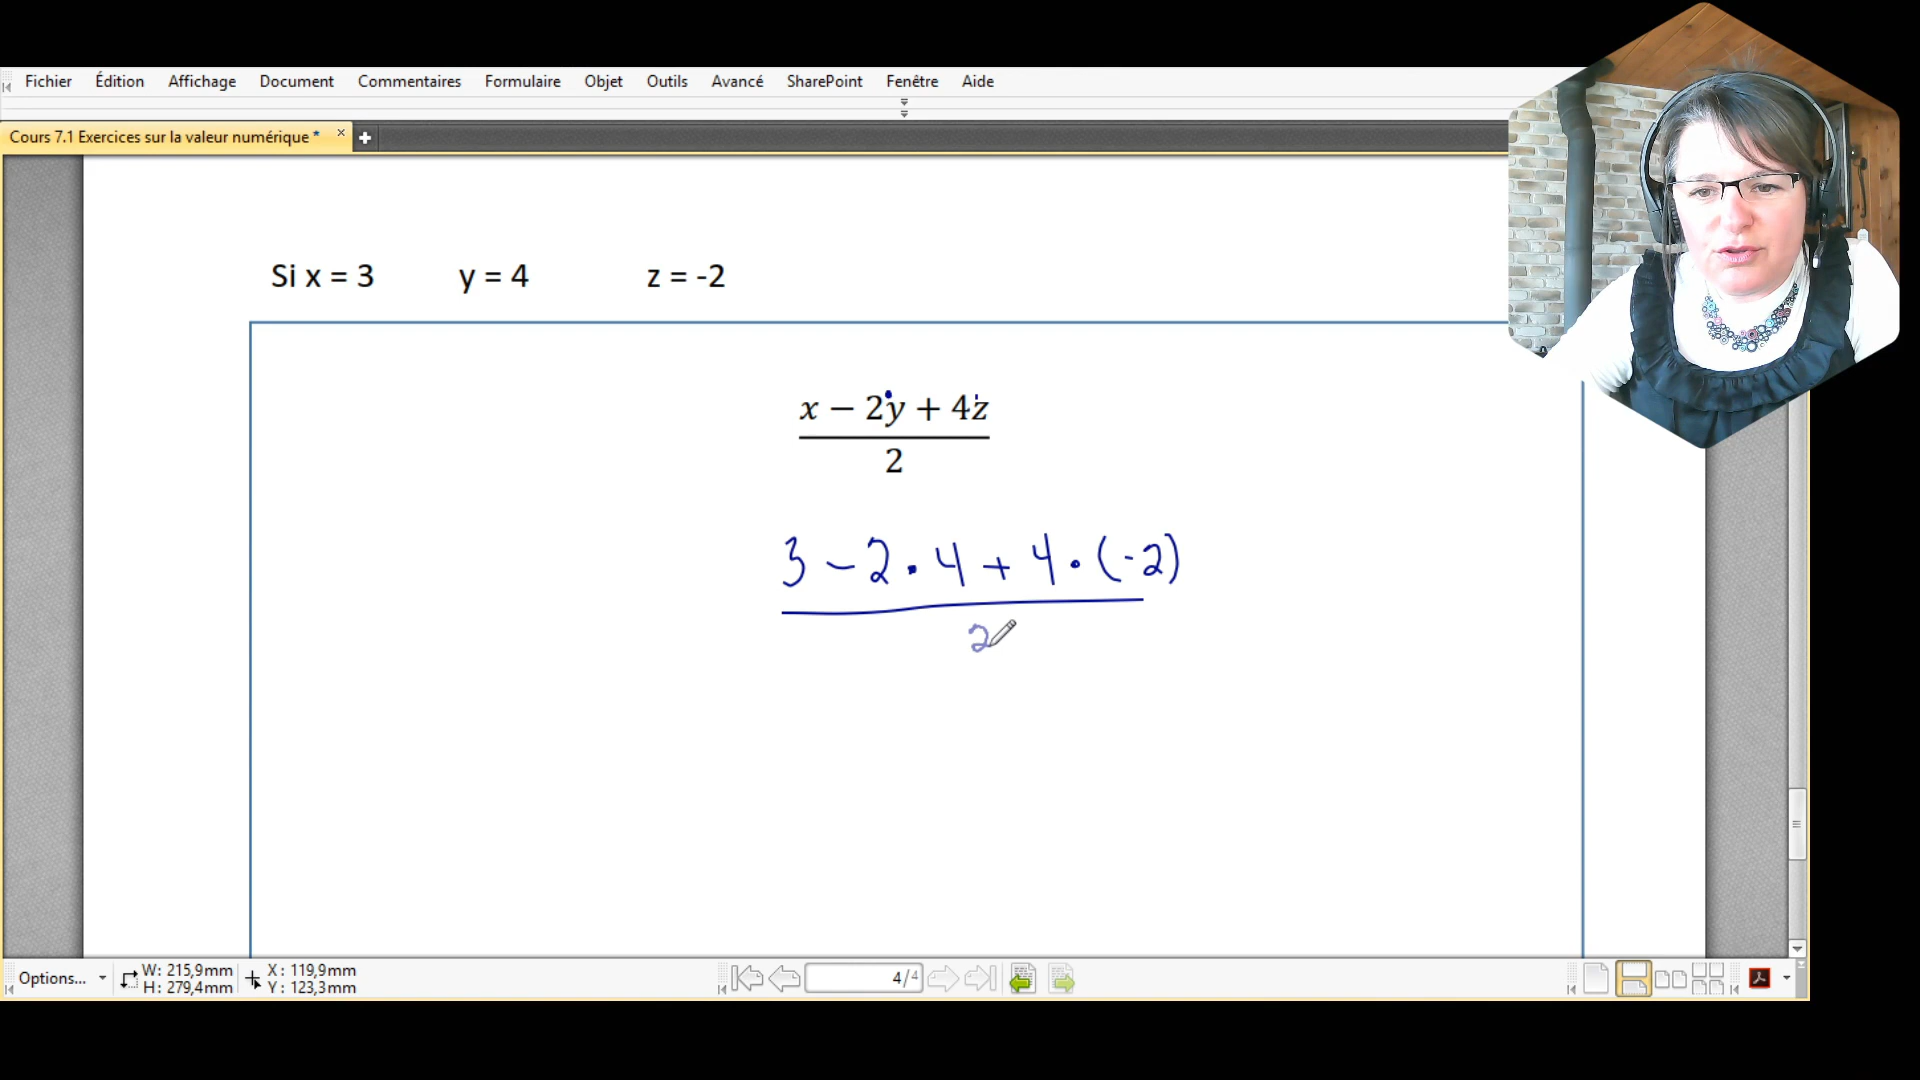 Fichier Édition Affichage Document Commentaires Formulaire Objet Outils Avancé SharePoint Fenêtre Aide
Cours 7.1 Exercices sur la valeur numérique *
Si x = 3 y = 4 z = -2
x − 2y + 4z
2
3 − 2 • 4 + 4 • (-2)
2
Options... W: 215,9mm X: 119,9mm 4/4
H: 279,4mm Y: 123,3mm